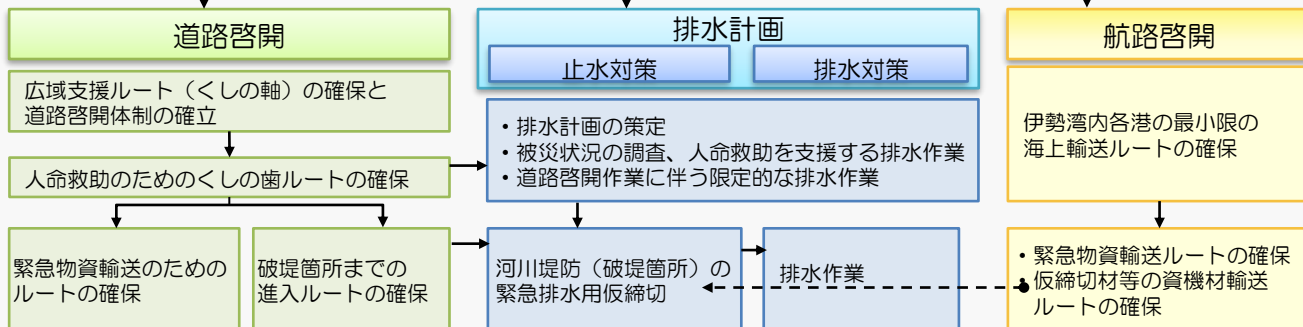 道路啓開
広域支援ルート（くしの軸）の確保と
道路啓開体制の確立
人命救助のためのくしの歯ルートの確保
緊急物資輸送のための
ルートの確保
破堤箇所までの
進入ルートの確保
排水計画
止水対策
排水対策
・排水計画の策定
・被災状況の調査、人命救助を支援する排水作業
・道路啓開作業に伴う限定的な排水作業
河川堤防（破堤箇所）の
緊急排水用仮締切
排水作業
航路啓開
伊勢湾内各港の最小限の
海上輸送ルートの確保
・緊急物資輸送ルートの確保
・仮締切材等の資機材輸送
ルートの確保